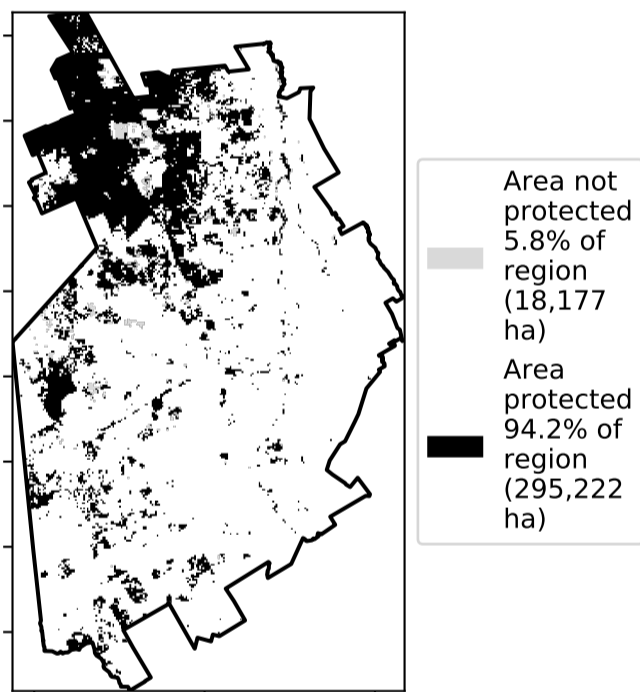 Area not
protected
5.8% of
region
(18,177
ha)
Area
protected
94.2% of
region
(295,222
ha)